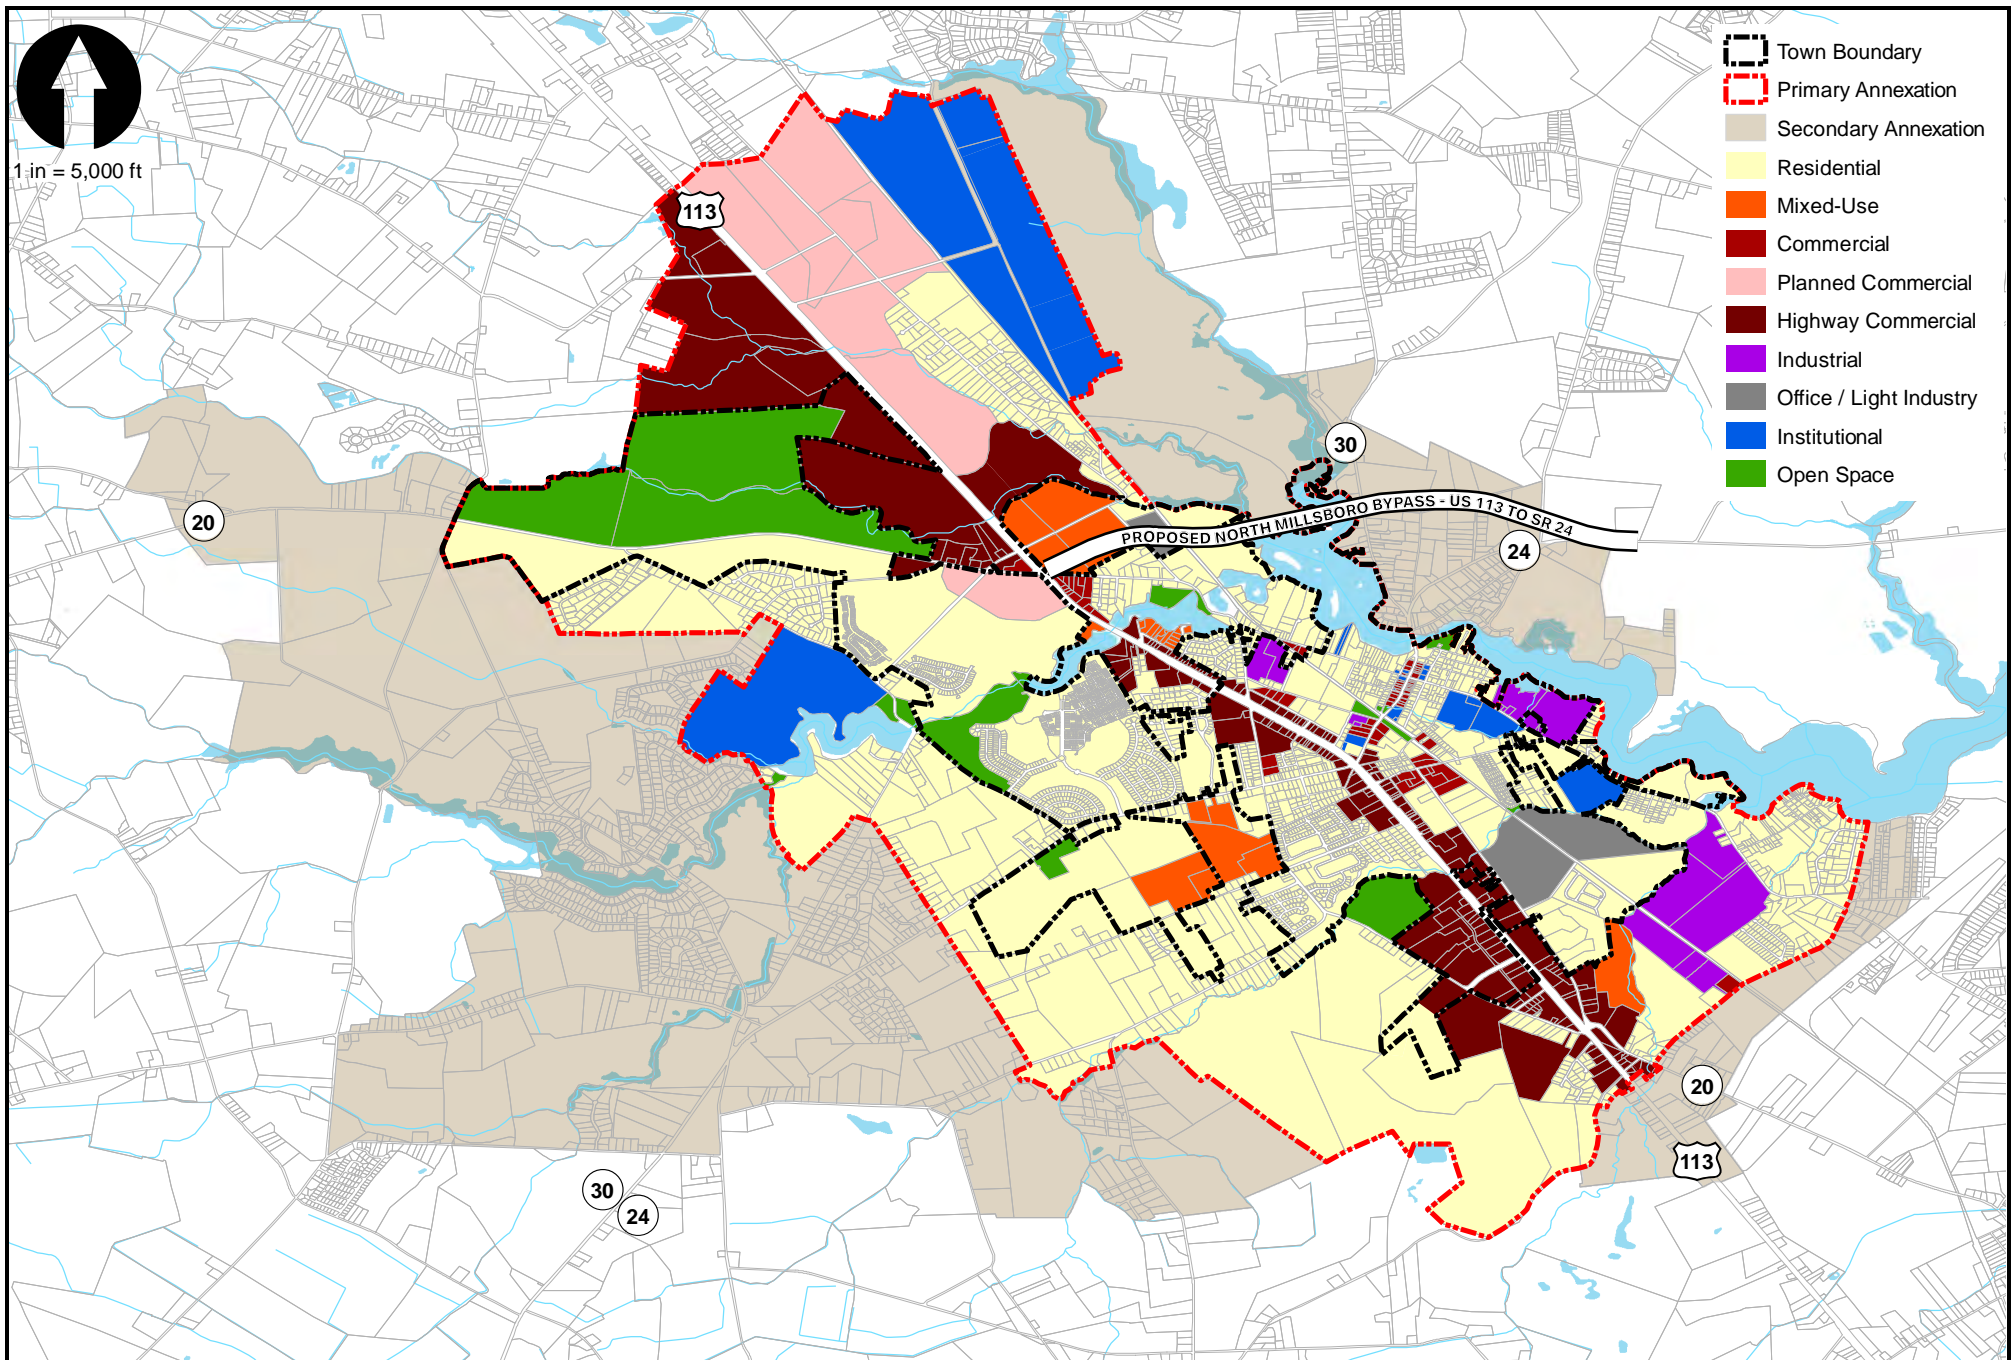 1 in = 5,000 ft
Town Boundary
Primary Annexation
Secondary Annexation
Residential
Mixed-Use
Commercial
Planned Commercial
Highway Commercial
Industrial
Office / Light Industry
Institutional
Open Space
113
30
20
PROPOSED NORTH MILLSBORO BYPASS - US 113 TO SR 24
24
20
113
30
24